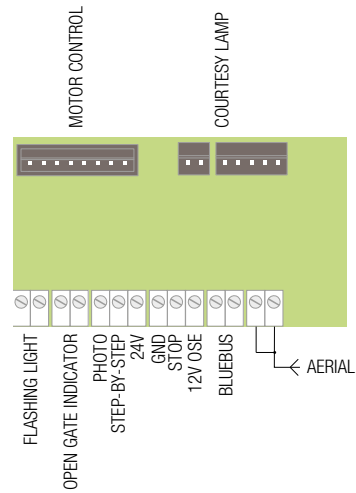 MOTOR CONTROL
COURTESY LAMP
FLASHING LIGHT
OPEN GATE INDICATOR
PHOTO
STEP-BY-STEP
24V
GND
STOP
12V OSE
BLUEBUS
AERIAL